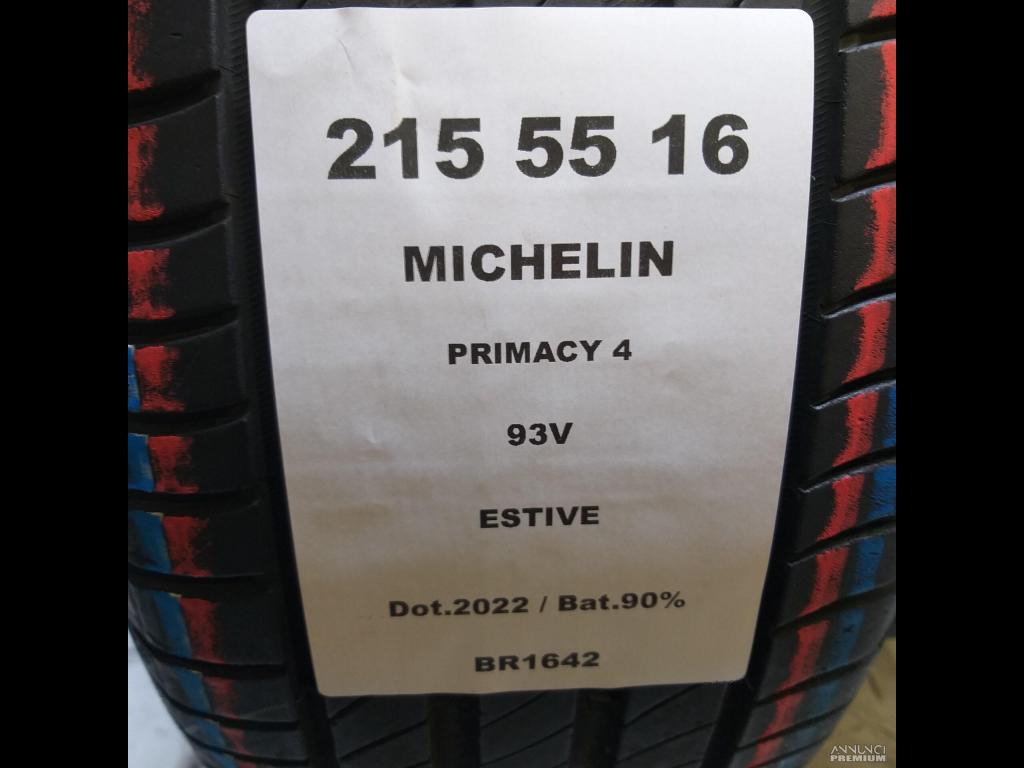 215 55 16
MICHELIN
PRIMACY 4
93V
ESTIVE
Dot.2022 / Bat.90%
BR1642
ANNUNCI
PREMIUM